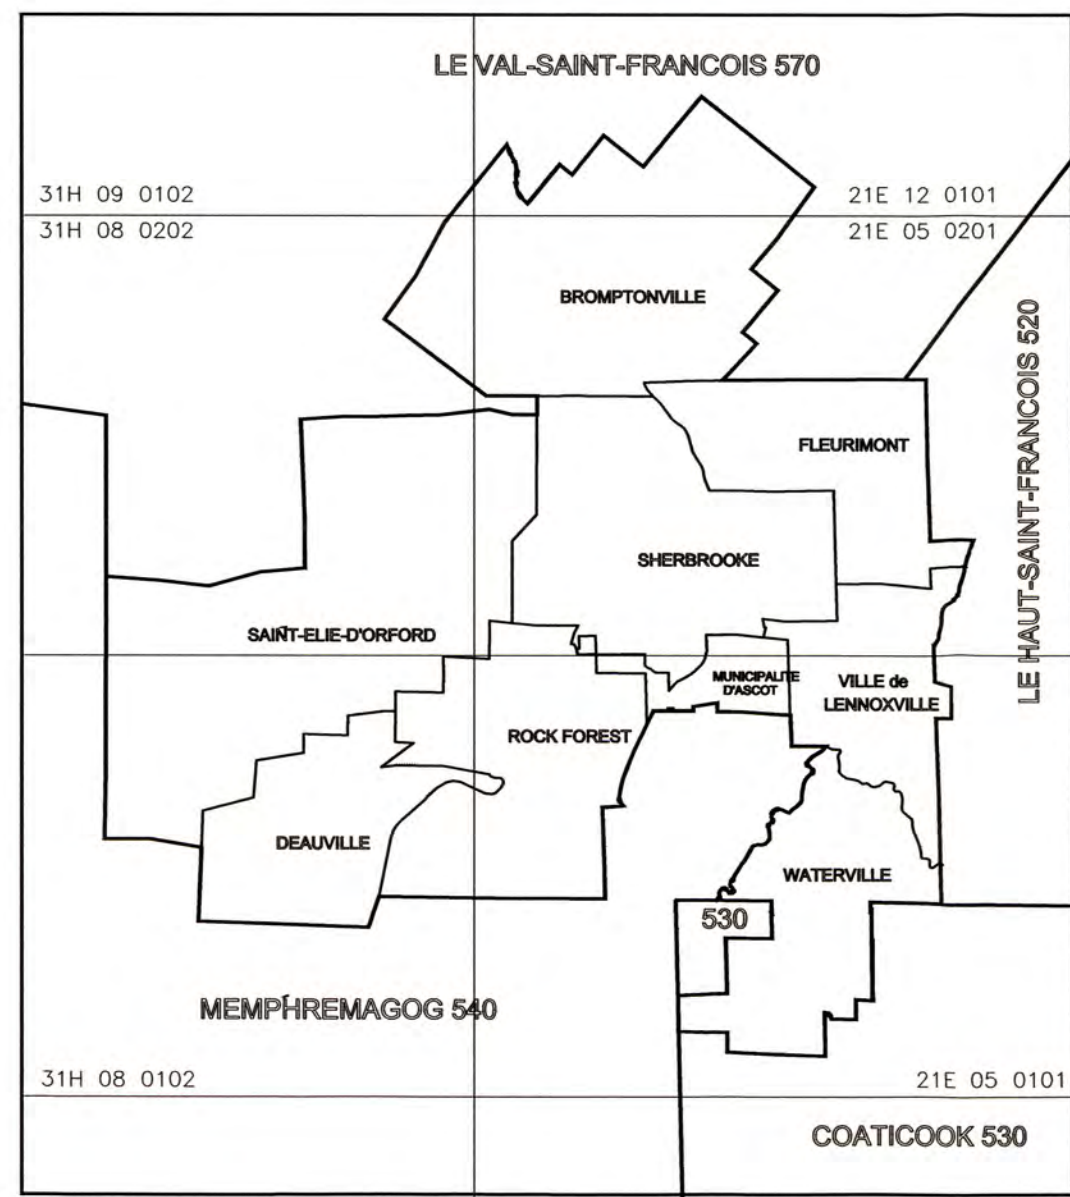 LE VAL-SAINT-FRANCOIS 570
31H 09 0102
21E 12 0101
31H 08 0202
21E 05 0201
BROMPTONVILLE
LE HAUT-SAINT-FRANCOIS 520
FLEURIMONT
SHERBROOKE
SAINT-ELIE-D'ORFORD
MUNICIPALITE
D'ASCOT
VILLE de
LENNOXVILLE
ROCK FOREST
DEAUVILLE
WATERVILLE
530
MEMPHREMAGOG 540
31H 08 0102
21E 05 0101
COATICOOK 530